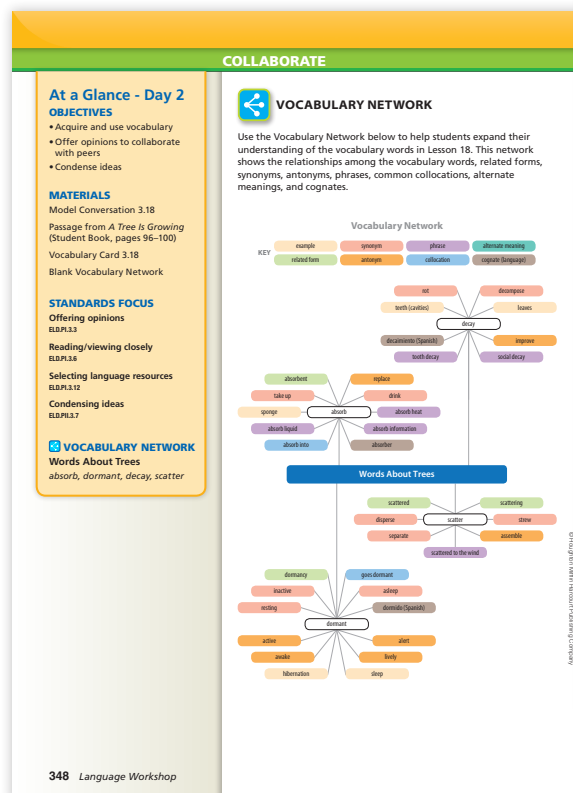 COLLABORATE
At a Glance - Day 2
OBJECTIVES
• Acquire and use vocabulary
• Offer opinions to collaborate
with peers
• Condense ideas
MATERIALS
Model Conversation 3.18
Passage from A Tree Is Growing
(Student Book, pages 96–100)
Vocabulary Card 3.18
Blank Vocabulary Network
STANDARDS FOCUS
Offering opinions
ELD.PI.3.3
Reading/viewing closely
ELD.PI.3.6
Selecting language resources
ELD.PI.3.12
Condensing ideas
ELD.PII.3.7
VOCABULARY NETWORK
Words About Trees
absorb, dormant, decay, scatter
VOCABULARY NETWORK
Use the Vocabulary Network below to help students expand their
understanding of the vocabulary words in Lesson 18. This network
shows the relationships among the vocabulary words, related forms,
synonyms, antonyms, phrases, common collocations, alternate
meanings, and cognates.
Vocabulary Network
KEY
example synonym phrase alternate meaning
related form antonym collocation cognate (language)
rot decompose
teeth (cavities) leaves
decay
decaimiento (Spanish) improve
tooth decay social decay
absorbent replace
take up drink
sponge absorb absorb heat
absorb liquid absorb information
absorb into absorber
Words About Trees
scattered scattering
disperse scatter strew
separate assemble
scattered to the wind
dormancy goes dormant
inactive asleep
resting dormido (Spanish)
dormant
active alert
awake lively
hibernation sleep
©Houghton Mifflin Harcourt Publishing Company
348 Language Workshop